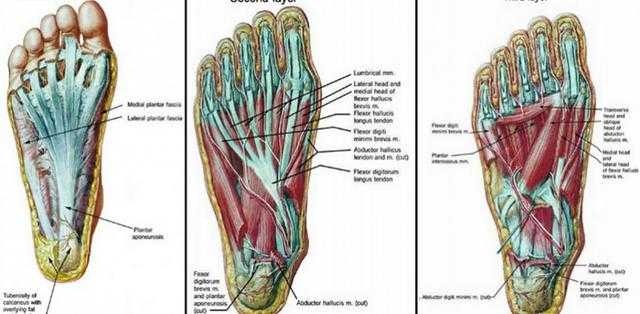 Second layer
layer
Medial plantar fascia
Lateral plantar fascia
Plantar
aponeurosis
Tuberosity of
calcaneus with
overlying fat
Lumbrical mm.
Lateral head and
medial head of
flexor hallucis
brevis m.
Flexor hallucis
longus tendon
Flexor digiti
minimi brevis m.
Abductor hallicus
tendon and m. (cut)
Flexor digitorum
longus tendon
Flexor
digitorum
brevis m.
and plantar
aponeurosis
(cut)
Abductor hallucis m. (cut)
Flexor digiti
minimi brevis m.
Plantar
interosseous mm.
Transverse
head and
oblique
head of
adductor
hallucis m.
Medial head
and
lateral head
of flexor hallucis
brevis m.
Abductor
hallucis m. (cut)
Flexor digitorum
brevis m. and plantar
aponeurosis (cut)
Abductor digiti minimi m. (cut)